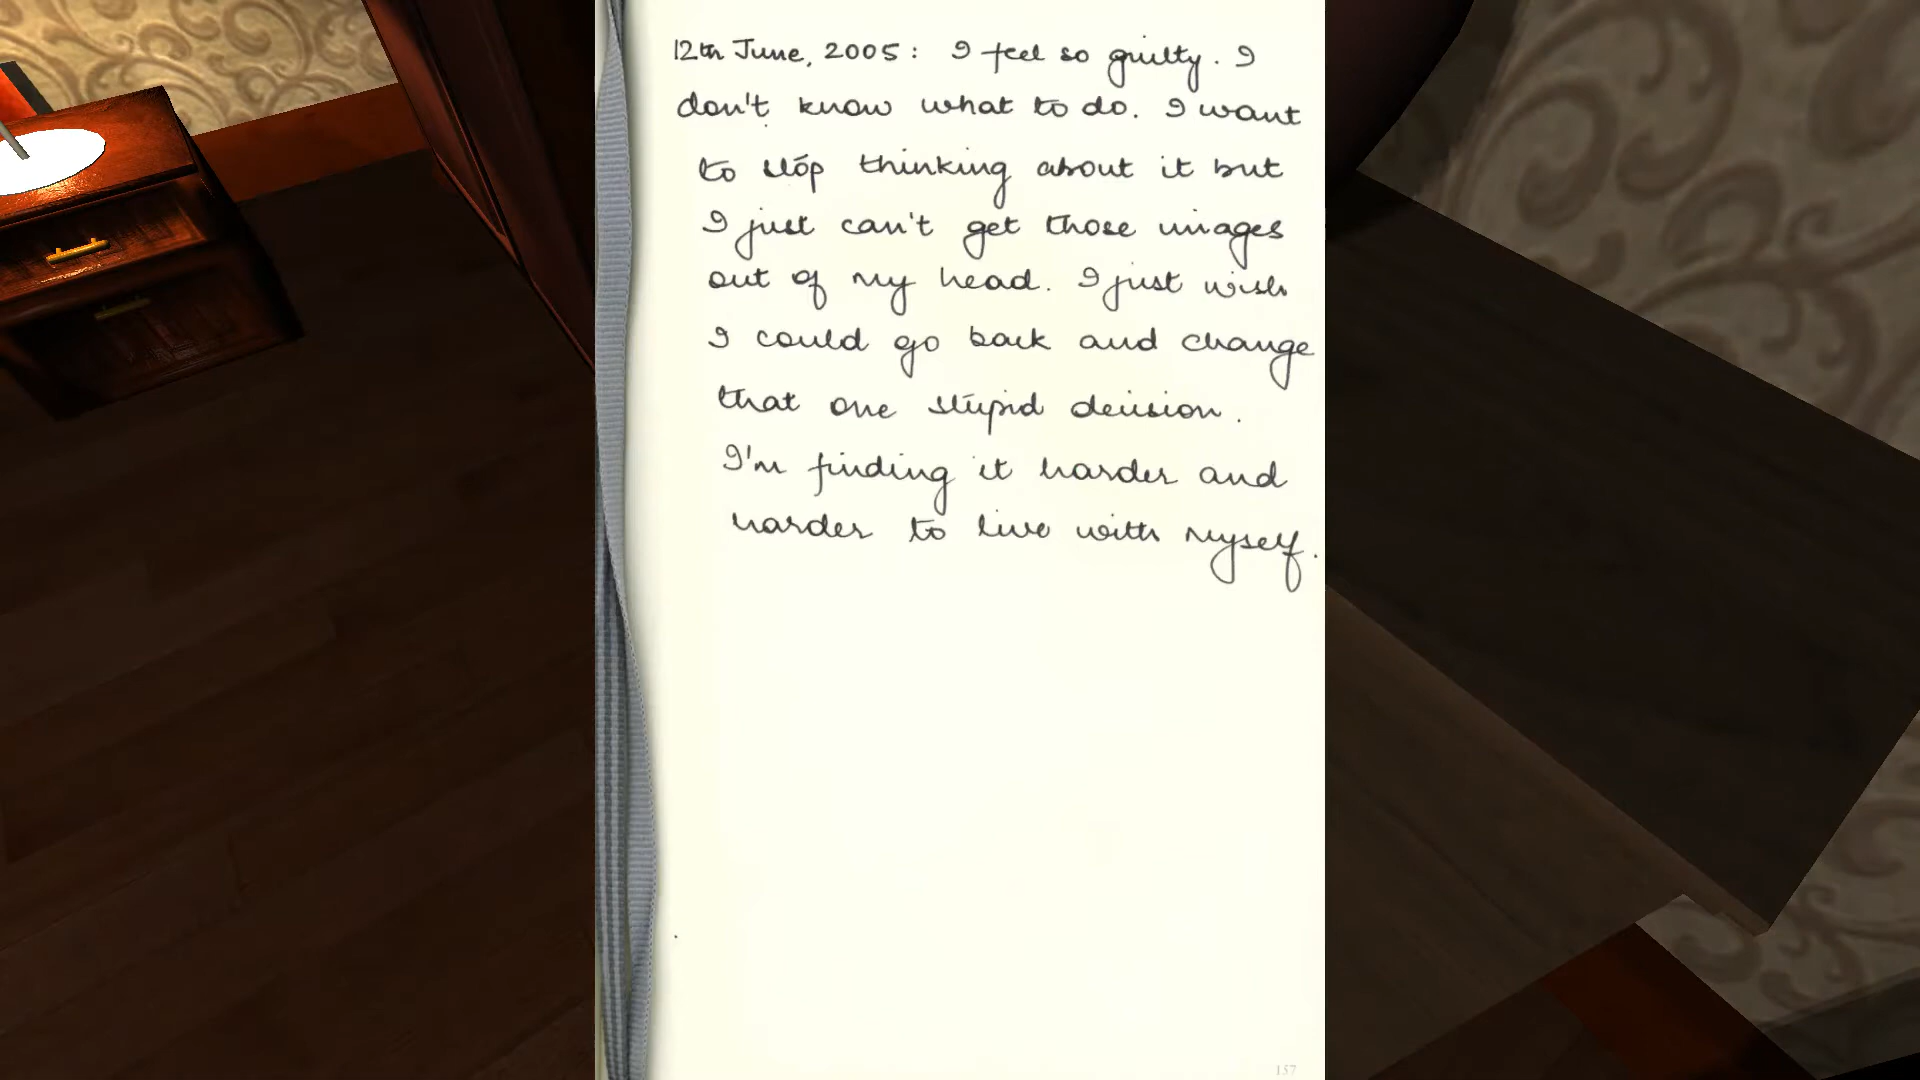 12th June, 2005: I feel so guilty. I
don't know what to do. I want
to stop thinking about it but
I just can't get those images
out of my head. I just wish
I could go back and change
that one stupid decision.
I'm finding it harder and
harder to live with myself.
157